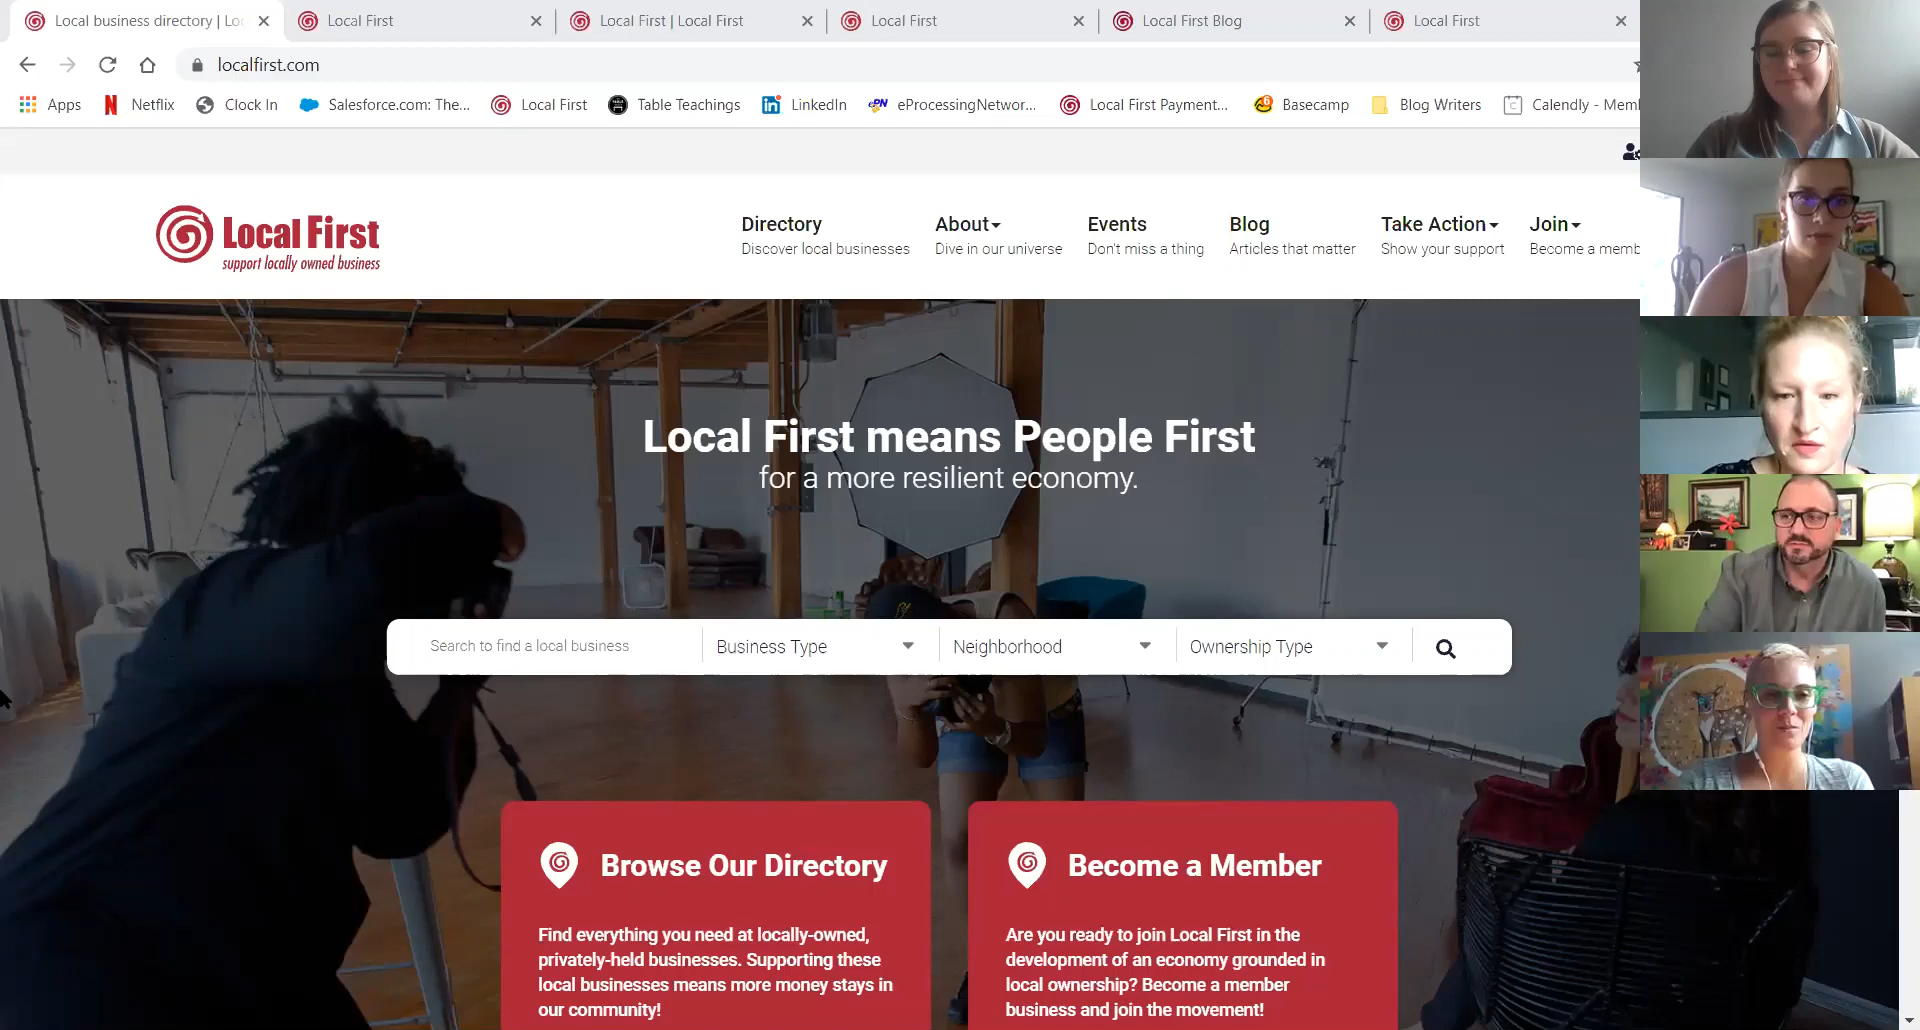 Local business directory | Loc
Local First
Local First | Local First
Local First
Local First Blog
Local First
localfirst.com
Apps
Netflix
Clock In
Salesforce.com: The...
Local First
Table Teachings
LinkedIn
eProcessingNetwor...
Local First Payment...
Basecamp
Blog Writers
Calendly - Meml
Local First
support locally owned business
Directory
Discover local businesses
About
Dive in our universe
Events
Don't miss a thing
Blog
Articles that matter
Take Action
Show your support
Join
Become a memb
Local First means People First
for a more resilient economy.
Search to find a local business
Business Type
Neighborhood
Ownership Type
Browse Our Directory
Find everything you need at locally-owned,
privately-held businesses. Supporting these
local businesses means more money stays in
our community!
Become a Member
Are you ready to join Local First in the
development of an economy grounded in
local ownership? Become a member
business and join the movement!